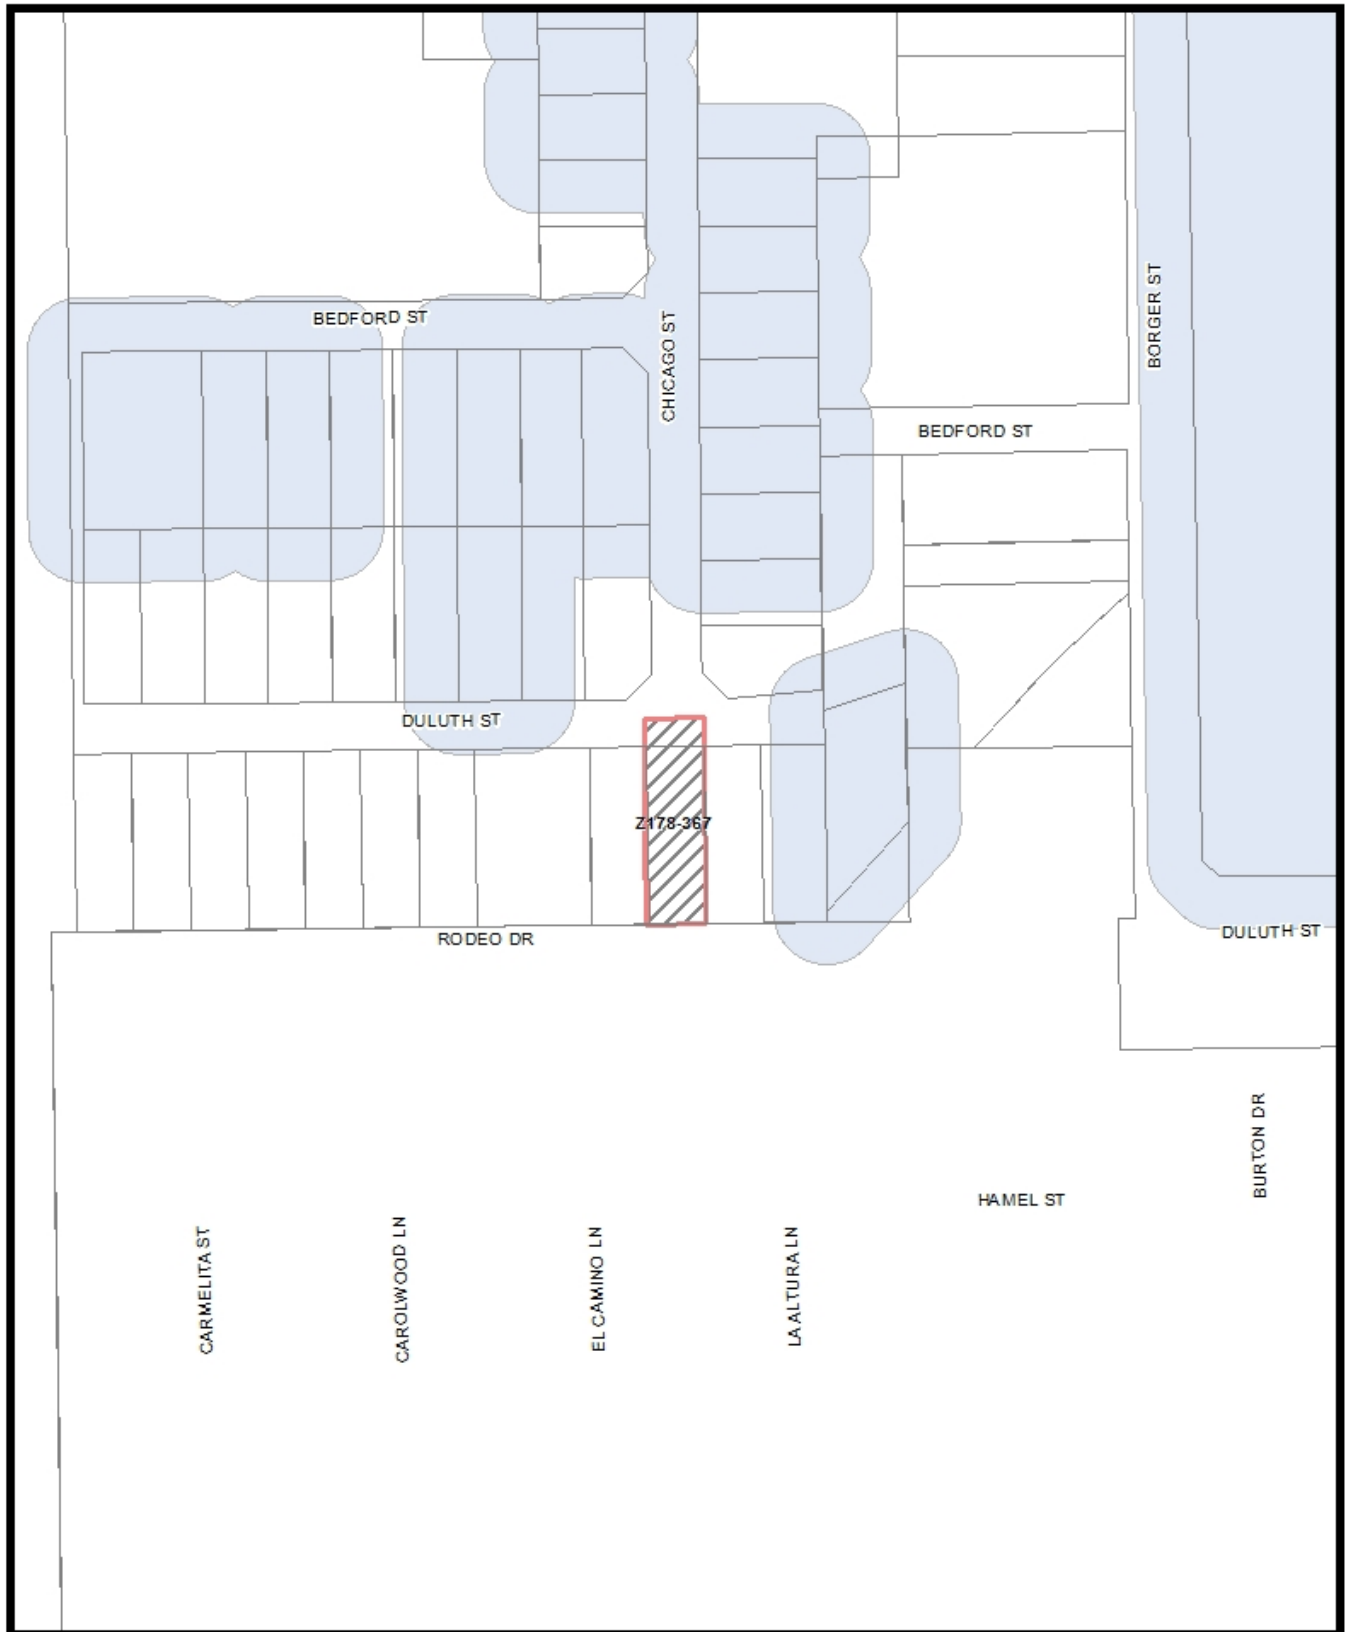 BEDFORD ST
CHICAGO ST
BORGER ST
BEDFORD ST
DULUTH ST
Z178-367
RODEO DR
DULUTH ST
BURTON DR
HAMEL ST
CARMELITA ST
CAROLWOOD LN
EL CAMINO LN
LA ALTURA LN